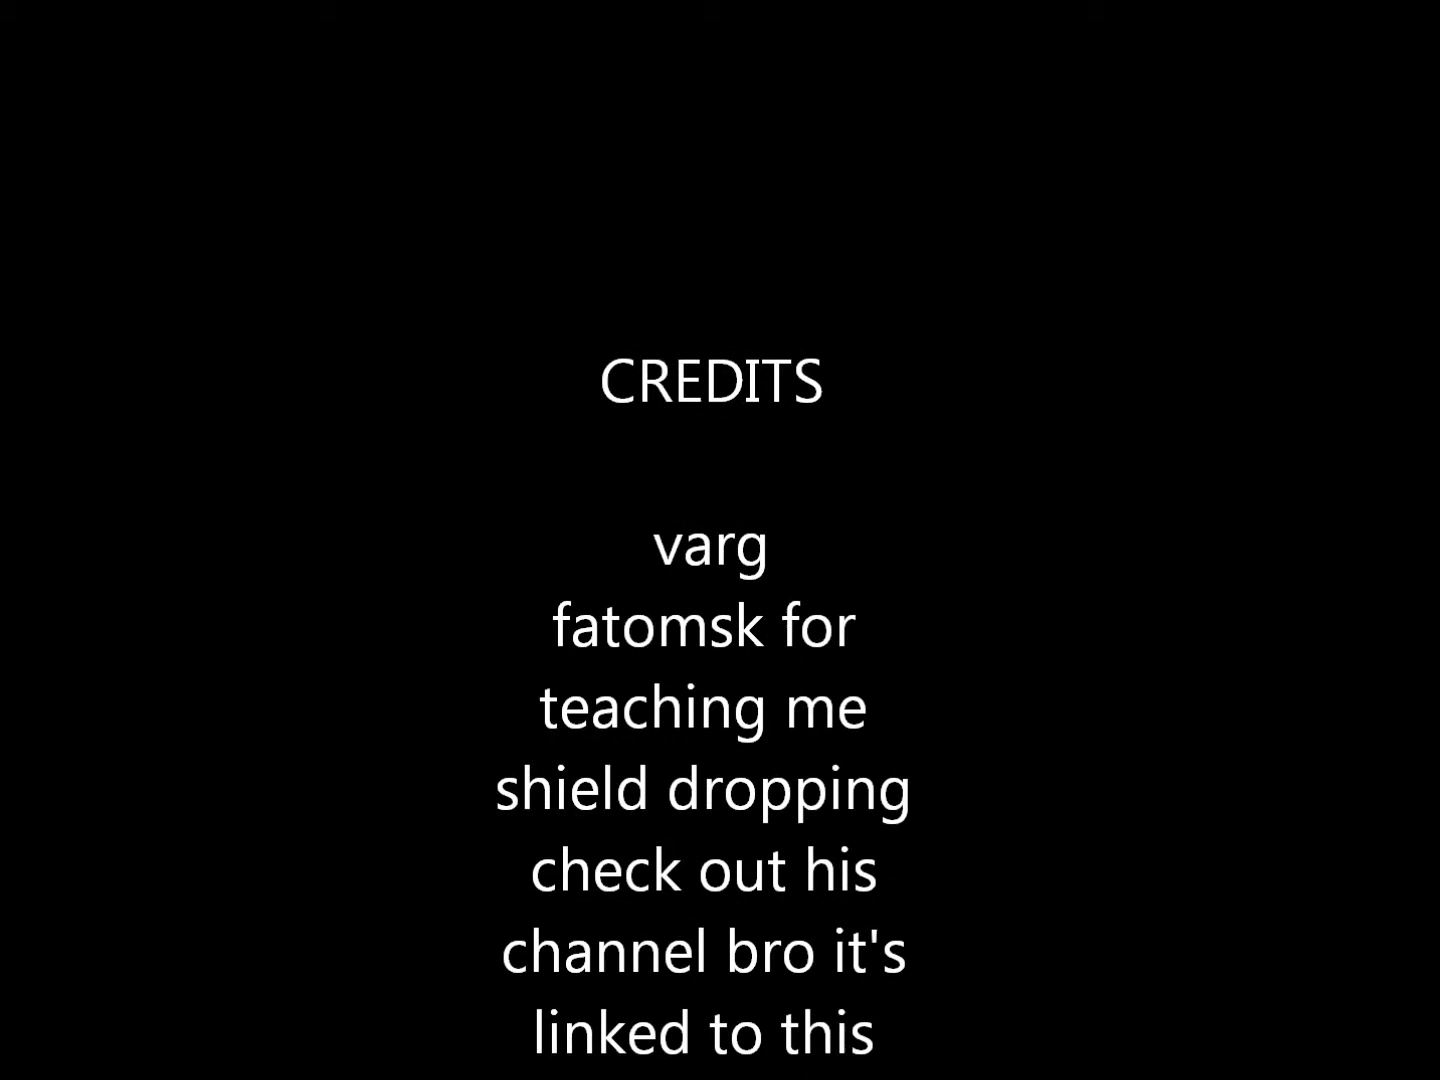 CREDITS
varg
fatomsk for
teaching me
shield dropping
check out his
channel bro it's
linked to this